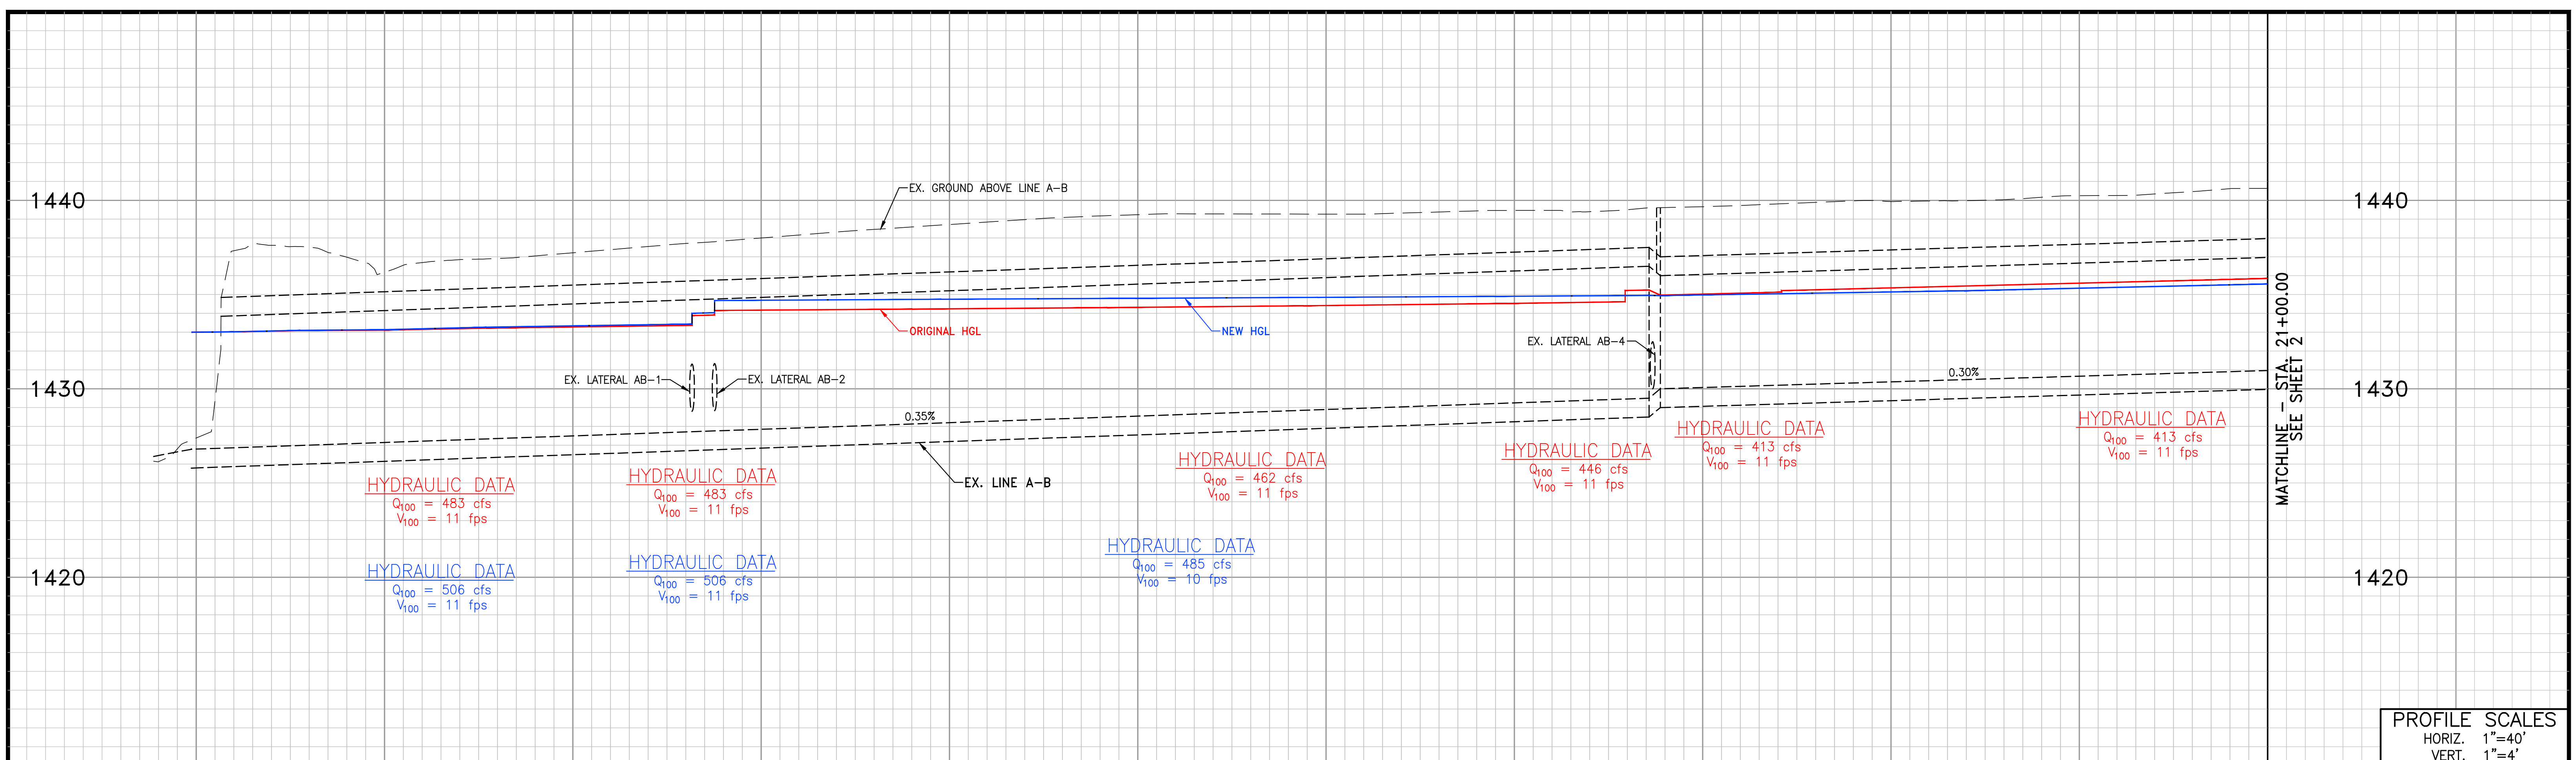 EX. GROUND ABOVE LINE A-B
1440
1440
ORIGINAL HGL
NEW HGL
EX. LATERAL AB-4
EX. LATERAL AB-1
EX. LATERAL AB-2
1430
1430
0.35%
0.30%
EX. LINE A-B
MATCHLINE - STA. 21+00.00
SEE SHEET 2
HYDRAULIC DATA
Q100 = 483 cfs
V100 = 11 fps
HYDRAULIC DATA
Q100 = 483 cfs
V100 = 11 fps
HYDRAULIC DATA
Q100 = 462 cfs
V100 = 11 fps
HYDRAULIC DATA
Q100 = 446 cfs
V100 = 11 fps
HYDRAULIC DATA
Q100 = 413 cfs
V100 = 11 fps
HYDRAULIC DATA
Q100 = 413 cfs
V100 = 11 fps
1420
1420
HYDRAULIC DATA
Q100 = 506 cfs
V100 = 11 fps
HYDRAULIC DATA
Q100 = 506 cfs
V100 = 11 fps
HYDRAULIC DATA
Q100 = 485 cfs
V100 = 10 fps
PROFILE SCALES
HORIZ. 1"=40'
VERT. 1"=4'